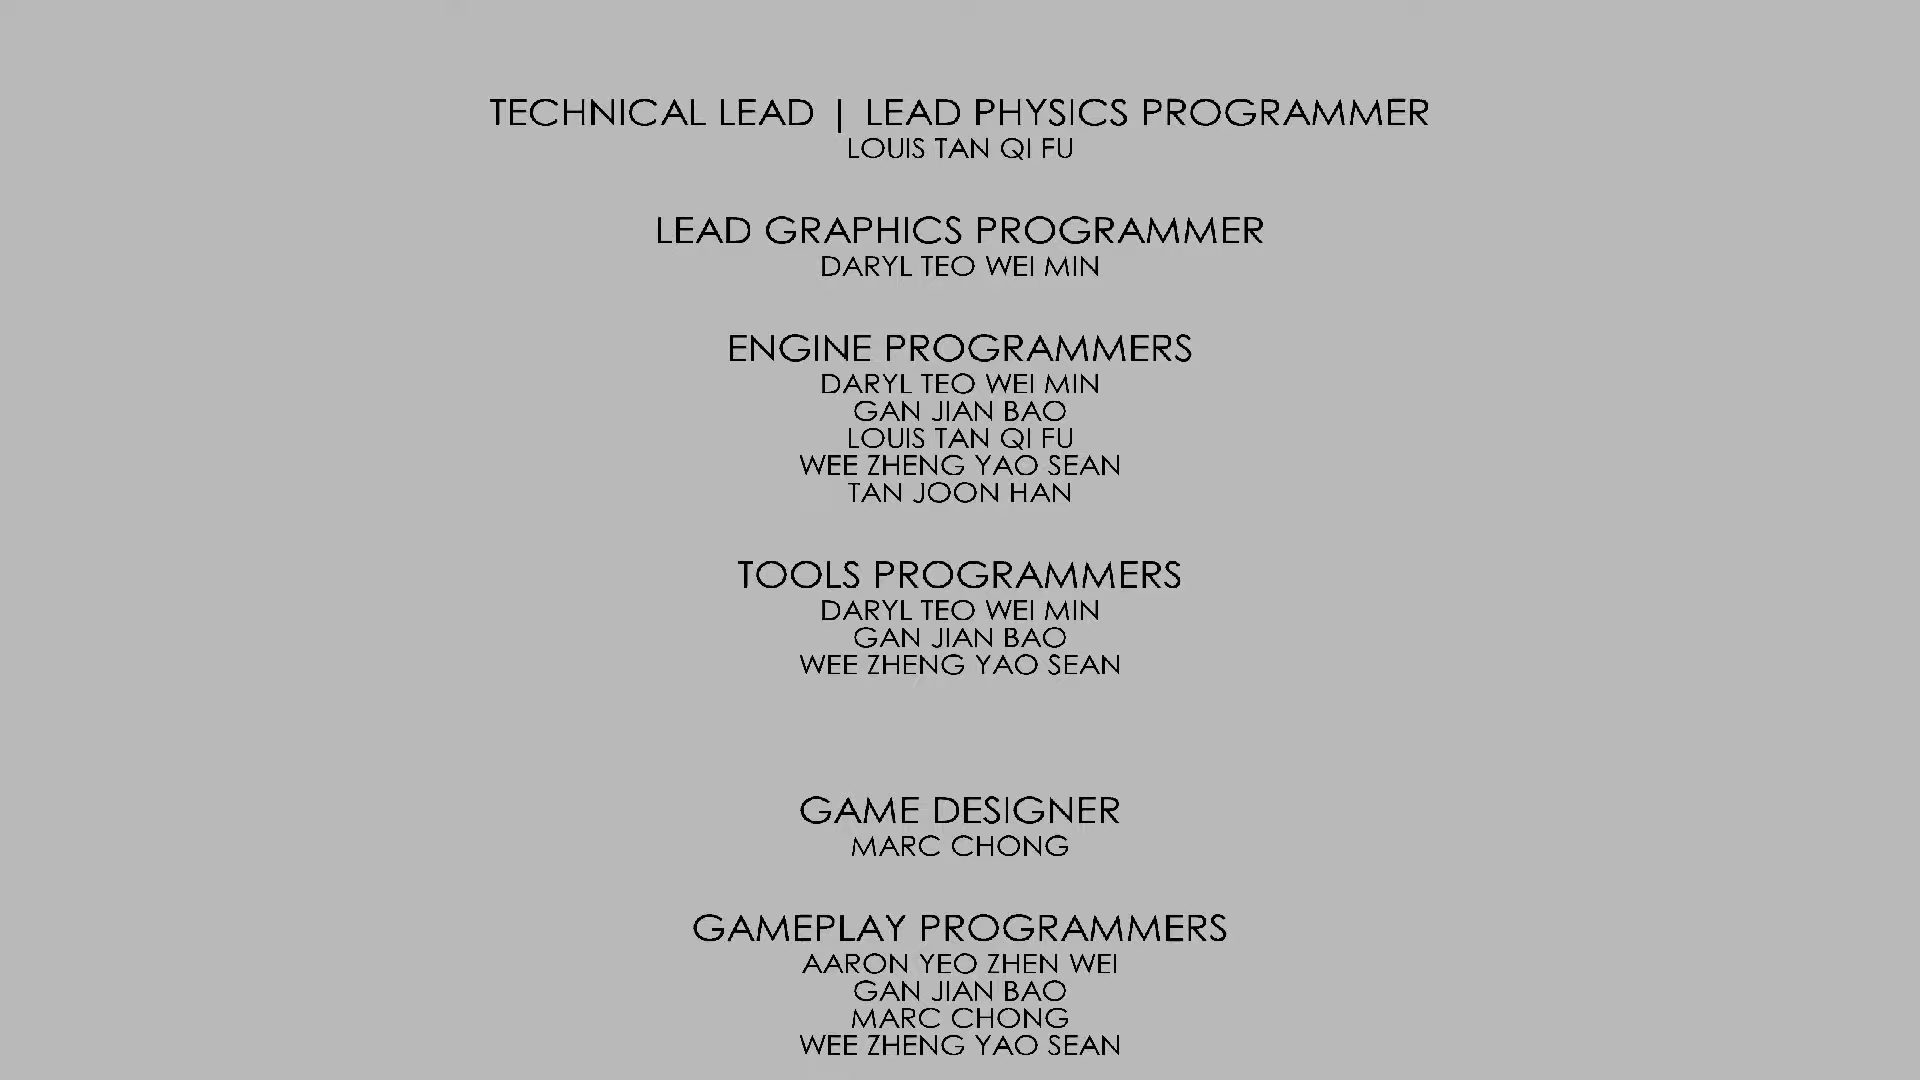 TECHNICAL LEAD | LEAD PHYSICS PROGRAMMER
LOUIS TAN QI FU
LEAD GRAPHICS PROGRAMMER
DARYL TEO WEI MIN
ENGINE PROGRAMMERS
DARYL TEO WEI MIN
GAN JIAN BAO
LOUIS TAN QI FU
WEE ZHENG YAO SEAN
TAN JOON HAN
TOOLS PROGRAMMERS
DARYL TEO WEI MIN
GAN JIAN BAO
WEE ZHENG YAO SEAN
GAME DESIGNER
MARC CHONG
GAMEPLAY PROGRAMMERS
AARON YEO ZHEN WEI
GAN JIAN BAO
MARC CHONG
WEE ZHENG YAO SEAN